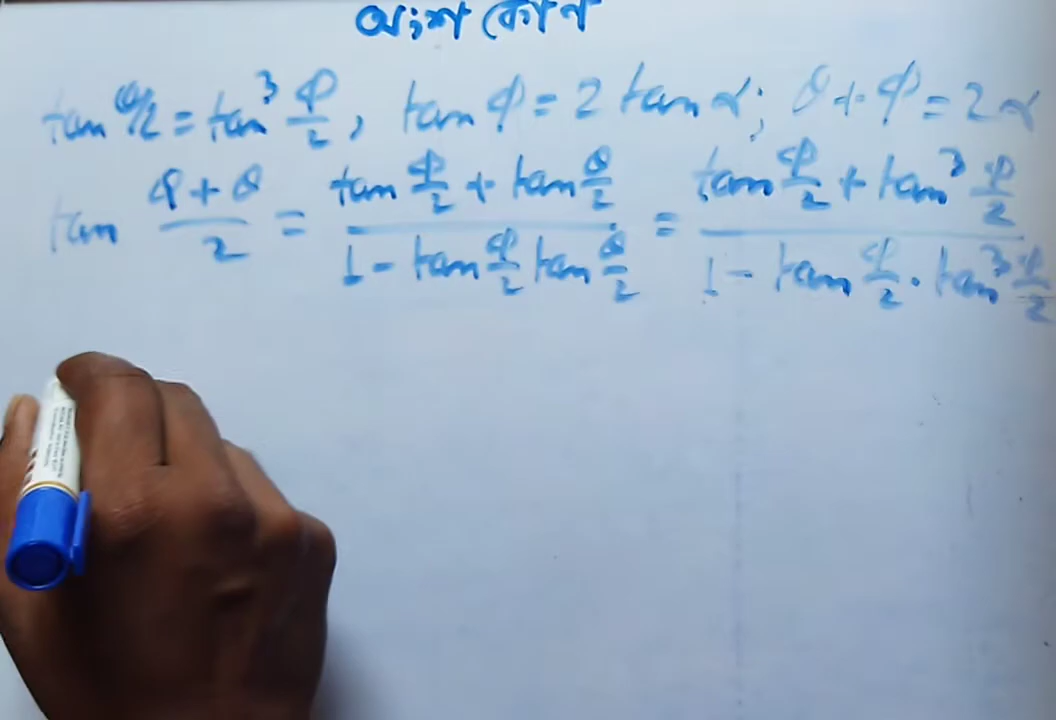 অংশ কোণ
tan θ/2 = tan³ φ/2, tan φ = 2 tan α; θ + φ = 2α
tan (φ + θ)/2 = (tan φ/2 + tan θ/2)/(1 - tan φ/2 tan θ/2) = (tan φ/2 + tan³ φ/2)/(1 - tan φ/2 · tan³ φ/2)